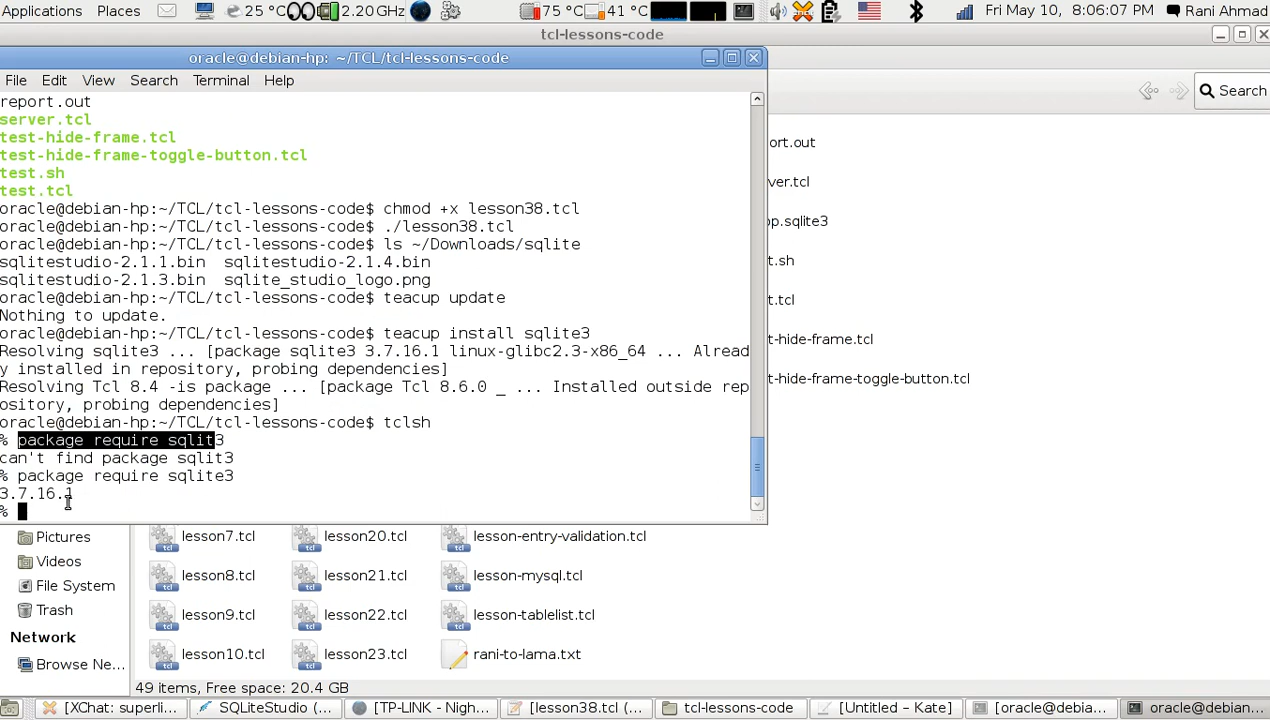 Applications Places 25 °C 2.20 GHz 75 °C 41 °C Fri May 10, 8:06:07 PM Rani Ahmad
tcl-lessons-code
oracle@debian-hp: ~/TCL/tcl-lessons-code
File Edit View Search Terminal Help
Search
report.out
server.tcl
test-hide-frame.tcl
test-hide-frame-toggle-button.tcl
test.sh
test.tcl
oracle@debian-hp:~/TCL/tcl-lessons-code$ chmod +x lesson38.tcl
oracle@debian-hp:~/TCL/tcl-lessons-code$ ./lesson38.tcl
oracle@debian-hp:~/TCL/tcl-lessons-code$ ls ~/Downloads/sqlite
sqlitestudio-2.1.1.bin sqlitestudio-2.1.4.bin
sqlitestudio-2.1.3.bin sqlite_studio_logo.png
oracle@debian-hp:~/TCL/tcl-lessons-code$ teacup update
Nothing to update.
oracle@debian-hp:~/TCL/tcl-lessons-code$ teacup install sqlite3
Resolving sqlite3 ... [package sqlite3 3.7.16.1 linux-glibc2.3-x86_64 ... Alread
y installed in repository, probing dependencies]
Resolving Tcl 8.4 -is package ... [package Tcl 8.6.0 _ ... Installed outside rep
ository, probing dependencies]
oracle@debian-hp:~/TCL/tcl-lessons-code$ tclsh
% package require sqlit3
can't find package sqlit3
% package require sqlite3
3.7.16.1
%
ort.out
ver.tcl
op.sqlite3
t.sh
t.tcl
t-hide-frame.tcl
t-hide-frame-toggle-button.tcl
Pictures
Videos
File System
Trash
Network
Browse Ne...
lesson7.tcl lesson20.tcl lesson-entry-validation.tcl
lesson8.tcl lesson21.tcl lesson-mysql.tcl
lesson9.tcl lesson22.tcl lesson-tablelist.tcl
lesson10.tcl lesson23.tcl rani-to-lama.txt
49 items, Free space: 20.4 GB
[XChat: superli... SQLiteStudio (... [TP-LINK - Nigh... [lesson38.tcl (... tcl-lessons-code [Untitled - Kate] [oracle@debia... oracle@debia...